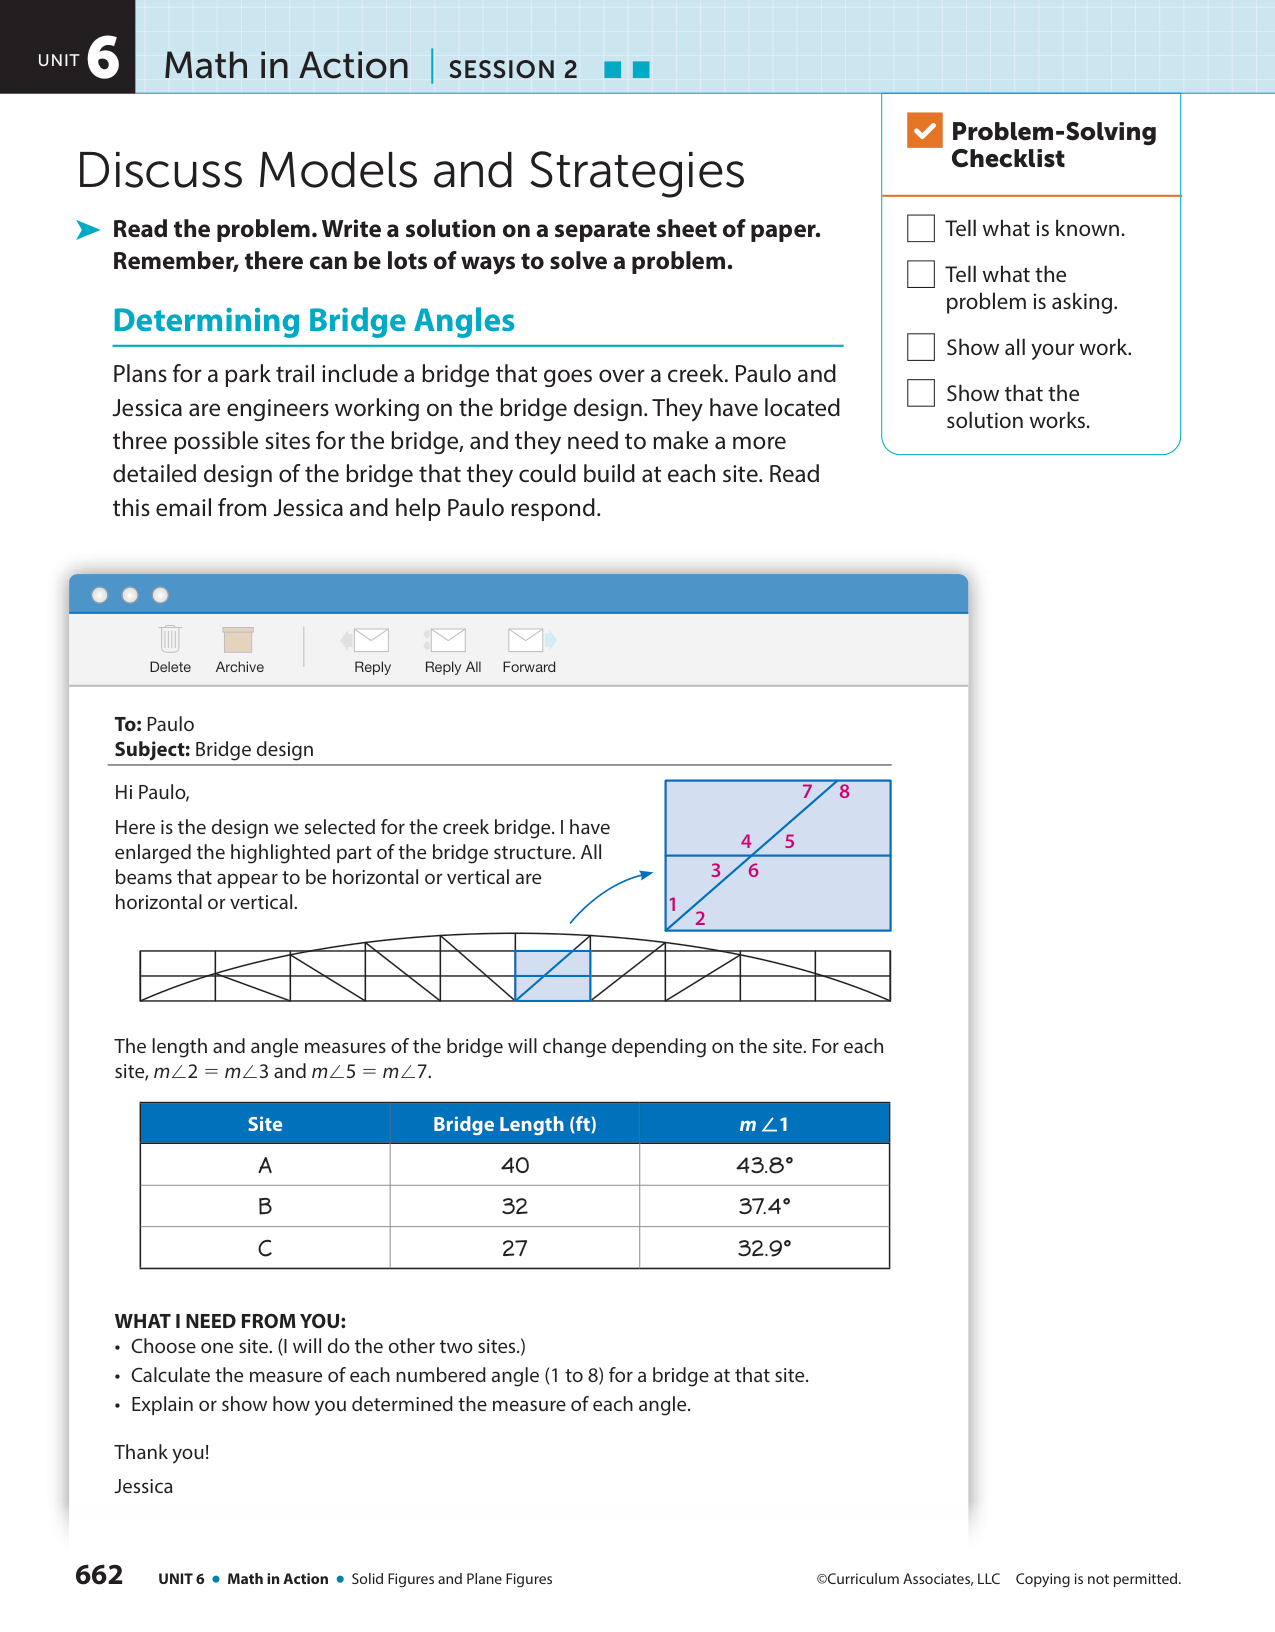 UNIT 6 Math in Action | SESSION 2
Discuss Models and Strategies
Read the problem. Write a solution on a separate sheet of paper.
Remember, there can be lots of ways to solve a problem.
Problem-Solving
Checklist
Tell what is known.
Tell what the
problem is asking.
Show all your work.
Show that the
solution works.
Determining Bridge Angles
Plans for a park trail include a bridge that goes over a creek. Paulo and
Jessica are engineers working on the bridge design. They have located
three possible sites for the bridge, and they need to make a more
detailed design of the bridge that they could build at each site. Read
this email from Jessica and help Paulo respond.
Delete Archive Reply Reply All Forward
To: Paulo
Subject: Bridge design
Hi Paulo,
Here is the design we selected for the creek bridge. I have
enlarged the highlighted part of the bridge structure. All
beams that appear to be horizontal or vertical are
horizontal or vertical.
7 8
4 5
3 6
1
2
The length and angle measures of the bridge will change depending on the site. For each
site, m∠2 = m∠3 and m∠5 = m∠7.
Site Bridge Length (ft) m ∠1
A 40 43.8°
B 32 37.4°
C 27 32.9°
WHAT I NEED FROM YOU:
• Choose one site. (I will do the other two sites.)
• Calculate the measure of each numbered angle (1 to 8) for a bridge at that site.
• Explain or show how you determined the measure of each angle.
Thank you!
Jessica
662 UNIT 6 • Math in Action • Solid Figures and Plane Figures ©Curriculum Associates, LLC Copying is not permitted.